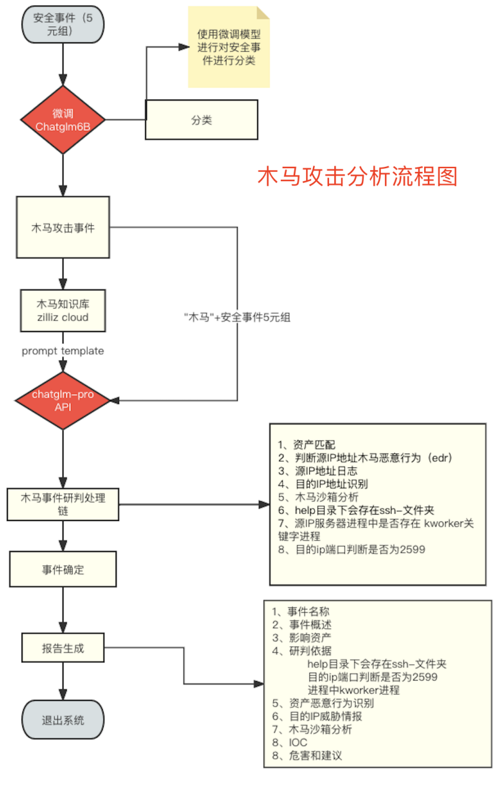 安全事件（5
元组）
使用微调模型
进行对安全事
件进行分类
微调
Chatglm6B
分类
木马攻击分析流程图
木马攻击事件
木马知识库
zilliz cloud
"木马"+安全事件5元组
prompt template
chatglm-pro
API
木马事件研判处理
链
1、资产匹配
2、判断源IP地址木马恶意行为（edr）
3、源IP地址日志
4、目的IP地址识别
5、木马沙箱分析
6、help目录下会存在ssh-文件夹
7、源IP服务器进程中是否存在 kworker关
键字进程
8、目的ip端口判断是否为2599
事件确定
报告生成
1、事件名称
2、事件概述
3、影响资产
4、研判依据
help目录下会存在ssh-文件夹
目的ip端口判断是否为2599
进程中kworker进程
5、资产恶意行为识别
6、目的IP威胁情报
7、木马沙箱分析
8、IOC
8、危害和建议
退出系统